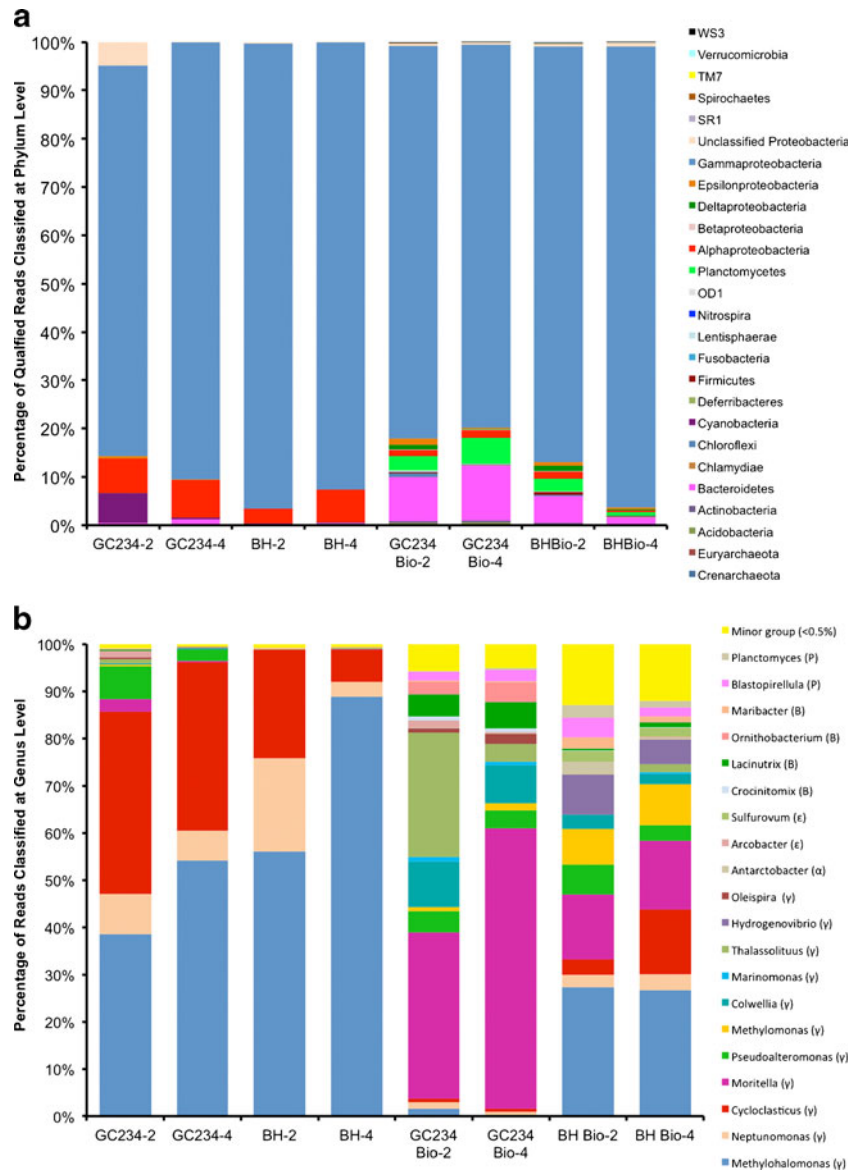 a
Percentage of Qualfied Reads Classifed at Phylum Level
100%
90%
80%
70%
60%
50%
40%
30%
20%
10%
0%
GC234-2
GC234-4
BH-2
BH-4
GC234
Bio-2
GC234
Bio-4
BHBio-2
BHBio-4
WS3
Verrucomicrobia
TM7
Spirochaetes
SR1
Unclassified Proteobacteria
Gammaproteobacteria
Epsilonproteobacteria
Deltaproteobacteria
Betaproteobacteria
Alphaproteobacteria
Planctomycetes
OD1
Nitrospira
Lentisphaerae
Fusobacteria
Firmicutes
Deferribacteres
Cyanobacteria
Chloroflexi
Chlamydiae
Bacteroidetes
Actinobacteria
Acidobacteria
Euryarchaeota
Crenarchaeota
b
Percentage of Reads Classified at Genus Level
100%
90%
80%
70%
60%
50%
40%
30%
20%
10%
0%
GC234-2
GC234-4
BH-2
BH-4
GC234
Bio-2
GC234
Bio-4
BH Bio-2
BH Bio-4
Minor group (<0.5%)
Planctomyces (P)
Blastopirellula (P)
Maribacter (B)
Ornithobacterium (B)
Lacinutrix (B)
Crocinitomix (B)
Sulfurovum (ε)
Arcobacter (ε)
Antarctobacter (α)
Oleispira (γ)
Hydrogenovibrio (γ)
Thalassolituus (γ)
Marinomonas (γ)
Colwellia (γ)
Methylomonas (γ)
Pseudoalteromonas (γ)
Moritella (γ)
Cycloclasticus (γ)
Neptunomonas (γ)
Methylohalomonas (γ)